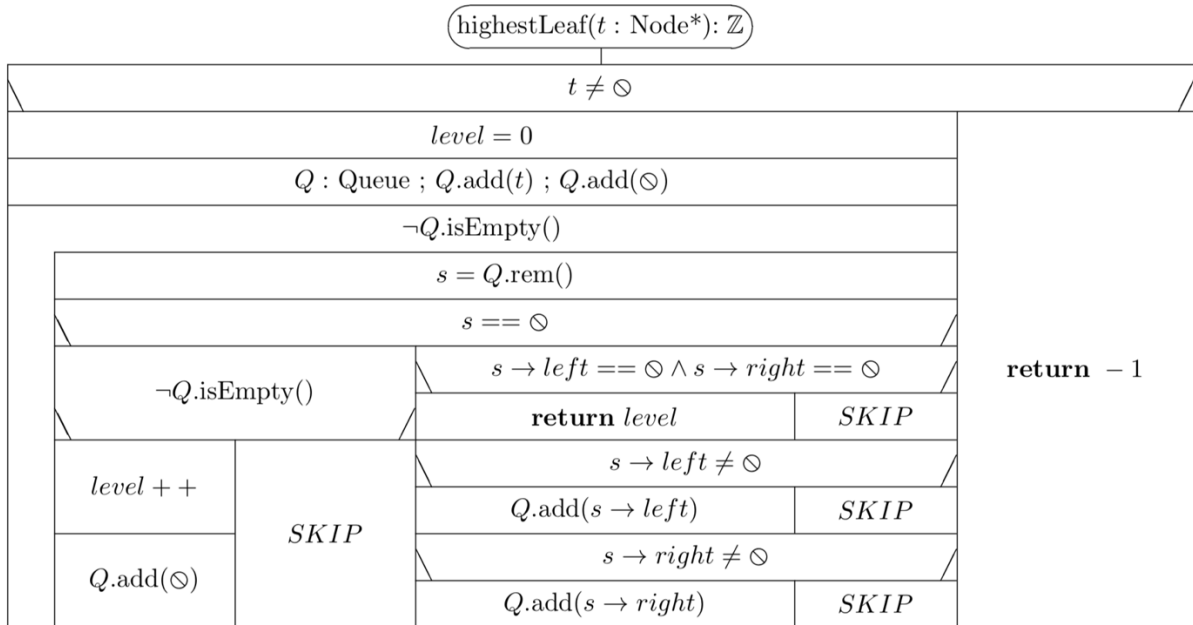 highestLeaf(t : Node*): ℤ
t ≠ ⦸
level = 0
Q : Queue ; Q.add(t) ; Q.add(⦸)
¬Q.isEmpty()
s = Q.rem()
s == ⦸
¬Q.isEmpty()
s → left == ⦸ ∧ s → right == ⦸
return level
SKIP
level + +
SKIP
s → left ≠ ⦸
Q.add(s → left)
SKIP
Q.add(⦸)
s → right ≠ ⦸
Q.add(s → right)
SKIP
return − 1